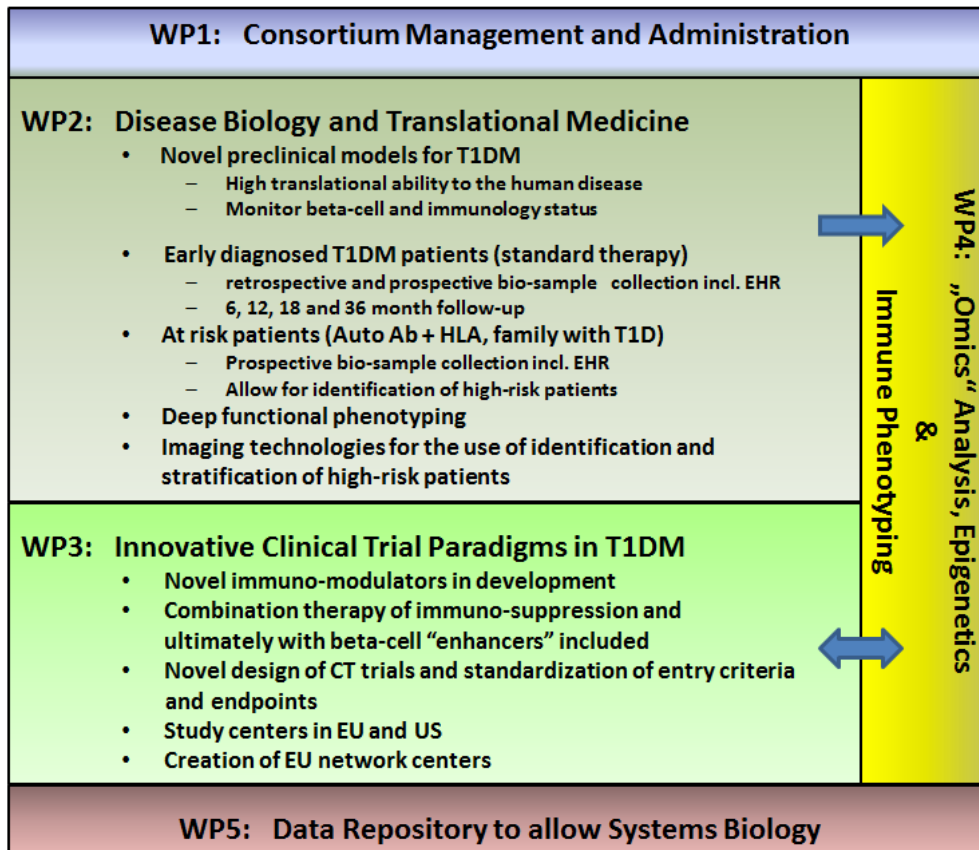 WP1: Consortium Management and Administration
WP2: Disease Biology and Translational Medicine
• Novel preclinical models for T1DM
– High translational ability to the human disease
– Monitor beta-cell and immunology status
• Early diagnosed T1DM patients (standard therapy)
– retrospective and prospective bio-sample collection incl. EHR
– 6, 12, 18 and 36 month follow-up
• At risk patients (Auto Ab + HLA, family with T1D)
– Prospective bio-sample collection incl. EHR
– Allow for identification of high-risk patients
• Deep functional phenotyping
• Imaging technologies for the use of identification and
stratification of high-risk patients
WP3: Innovative Clinical Trial Paradigms in T1DM
• Novel immuno-modulators in development
• Combination therapy of immuno-suppression and
ultimately with beta-cell “enhancers” included
• Novel design of CT trials and standardization of entry criteria
and endpoints
• Study centers in EU and US
• Creation of EU network centers
WP4: „Omics“ Analysis, Epigenetics
&
Immune Phenotyping
WP5: Data Repository to allow Systems Biology